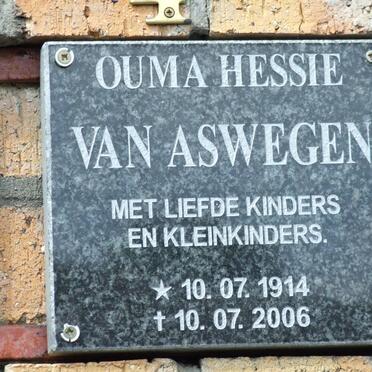 OUMA HESSIE
VAN ASWEGEN
MET LIEFDE KINDERS
EN KLEINKINDERS.
★ 10. 07. 1914
† 10. 07. 2006